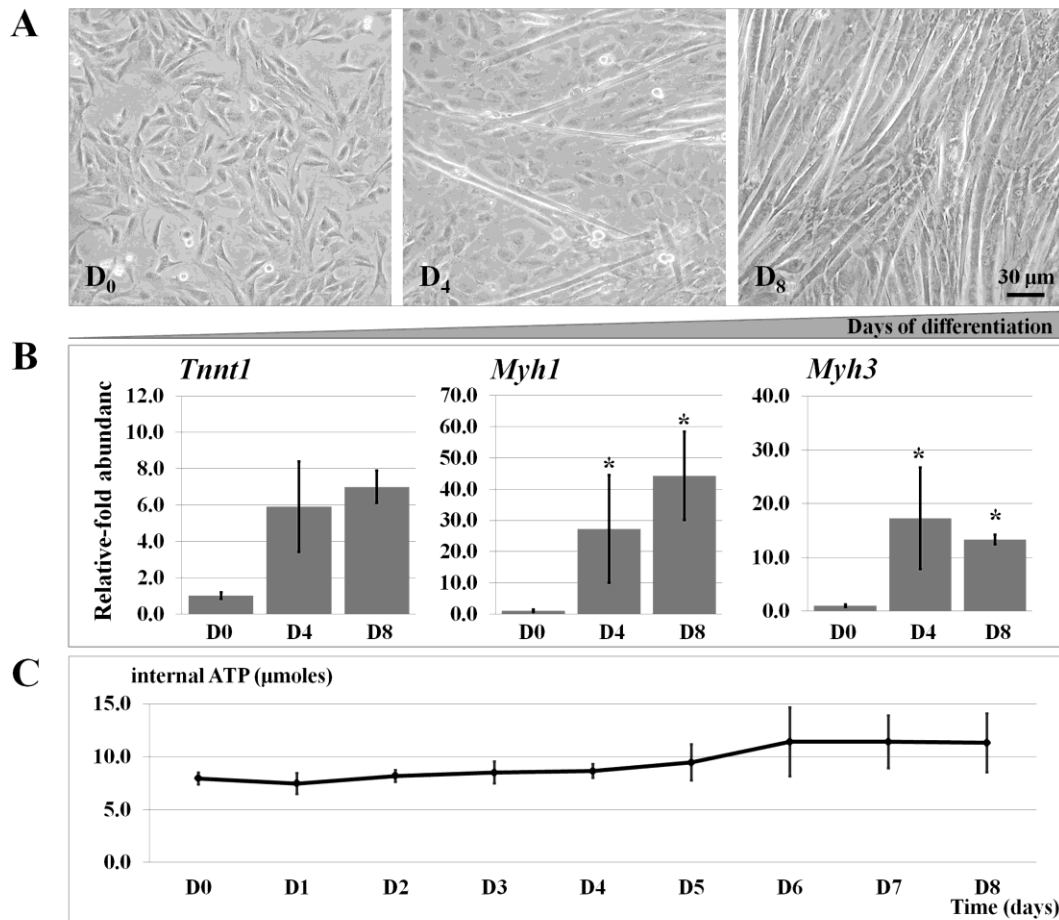 A
D0
D4
D8
30 µm
Days of differentiation
B
Tnnt1
Myh1
Myh3
Relative-fold abundanc
12.0
10.0
8.0
6.0
4.0
2.0
0.0
D0 D4 D8
70.0
60.0
50.0
40.0
30.0
20.0
10.0
0.0
* *
D0 D4 D8
40.0
30.0
20.0
10.0
0.0
* *
D0 D4 D8
C
internal ATP (µmoles)
15.0
10.0
5.0
0.0
D0 D1 D2 D3 D4 D5 D6 D7 D8
Time (days)